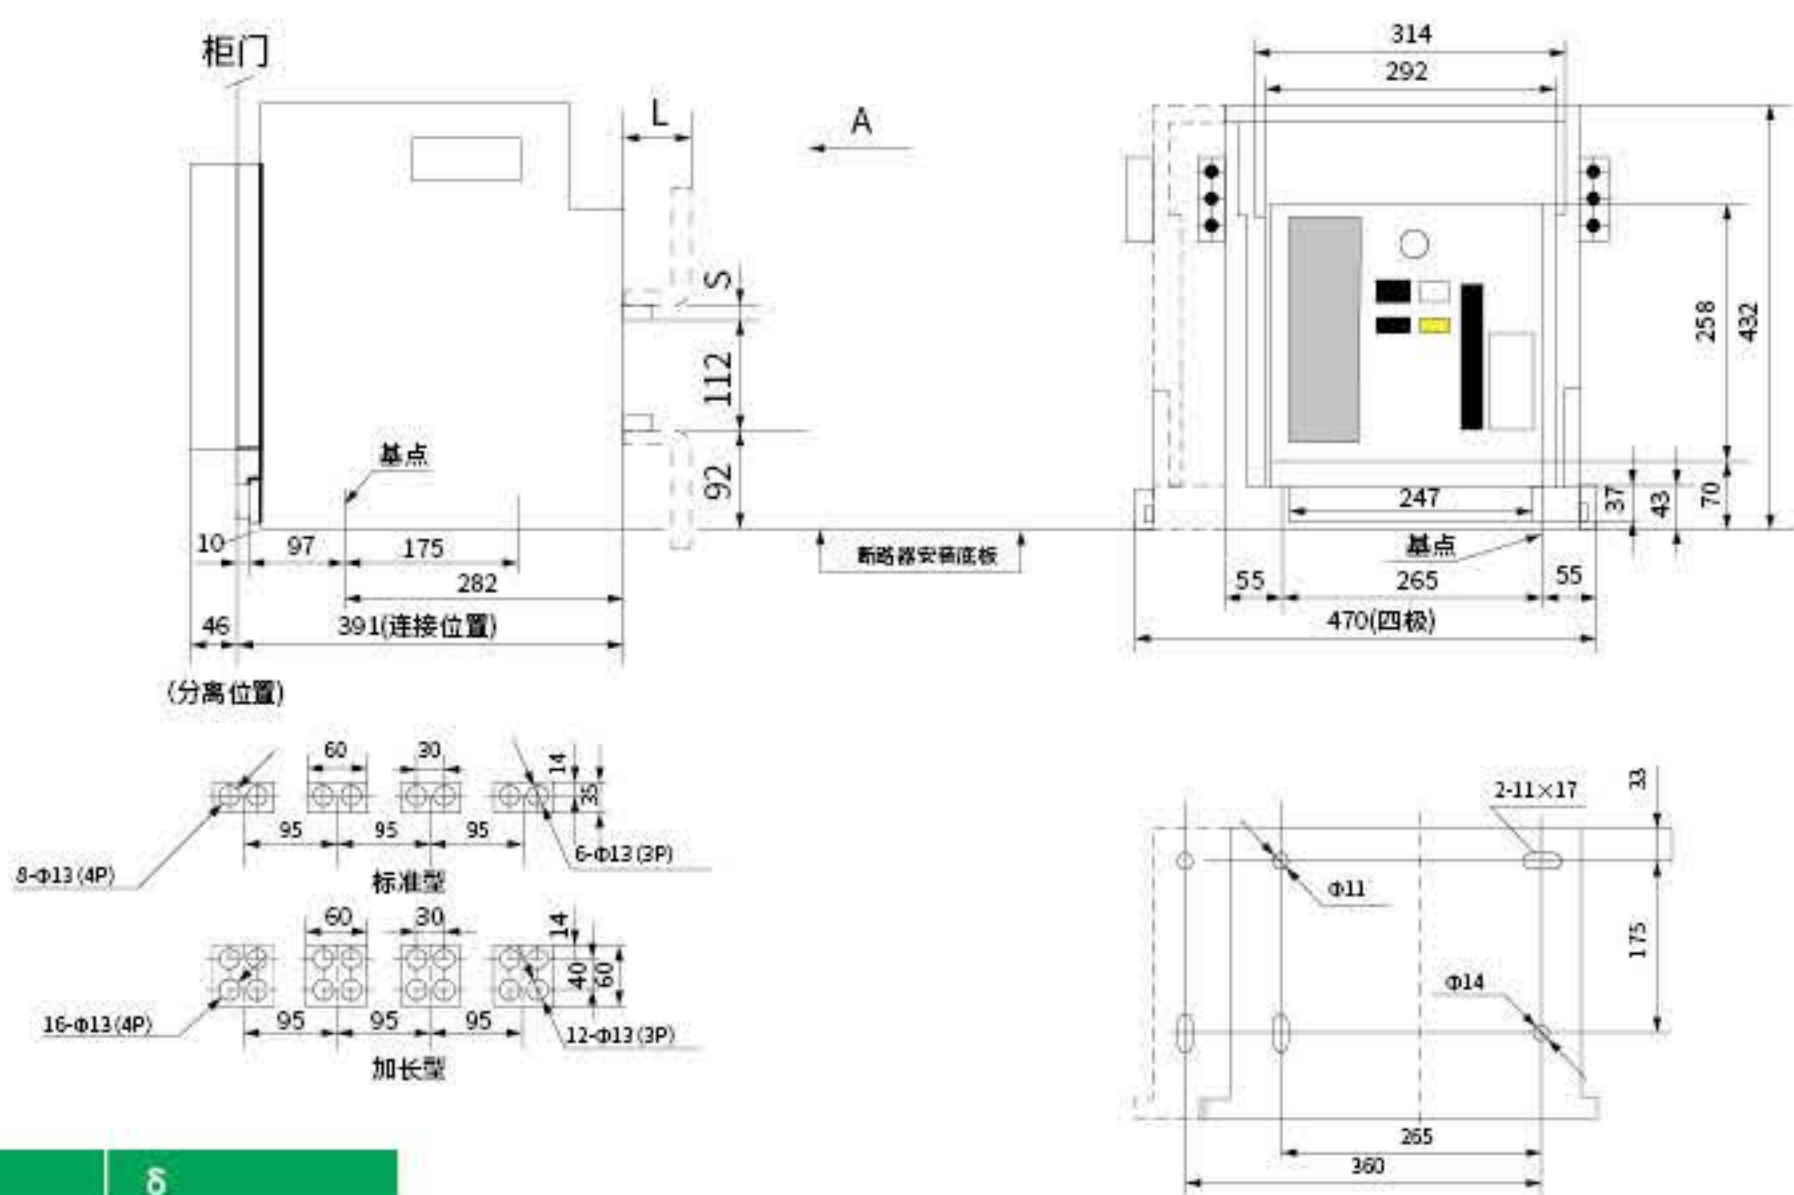 柜门
L
A
S
112
92
基点
10
97
175
282
46
391(连接位置)
(分离位置)
断路器安装底板
314
292
258
432
247
37
43
70
基点
55
265
55
470(四极)
60
30
14
35
95
95
95
8-Φ13(4P)
6-Φ13(3P)
标准型
60
30
14
40
60
95
95
95
16-Φ13(4P)
12-Φ13(3P)
加长型
2-11×17
33
Φ11
175
Φ14
265
360
δ